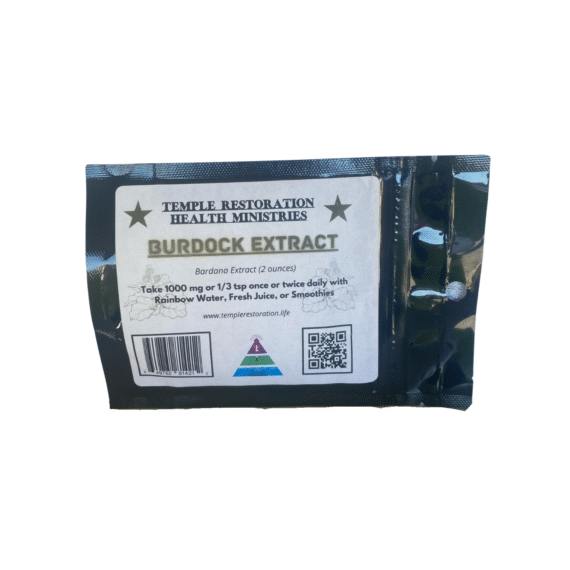 TEMPLE RESTORATION
HEALTH MINISTRIES
BURDOCK EXTRACT
Bardana Extract (2 ounces)
Take 1000 mg or 1/3 tsp once or twice daily with
Rainbow Water, Fresh Juice, or Smoothies
www.templerestoration.life